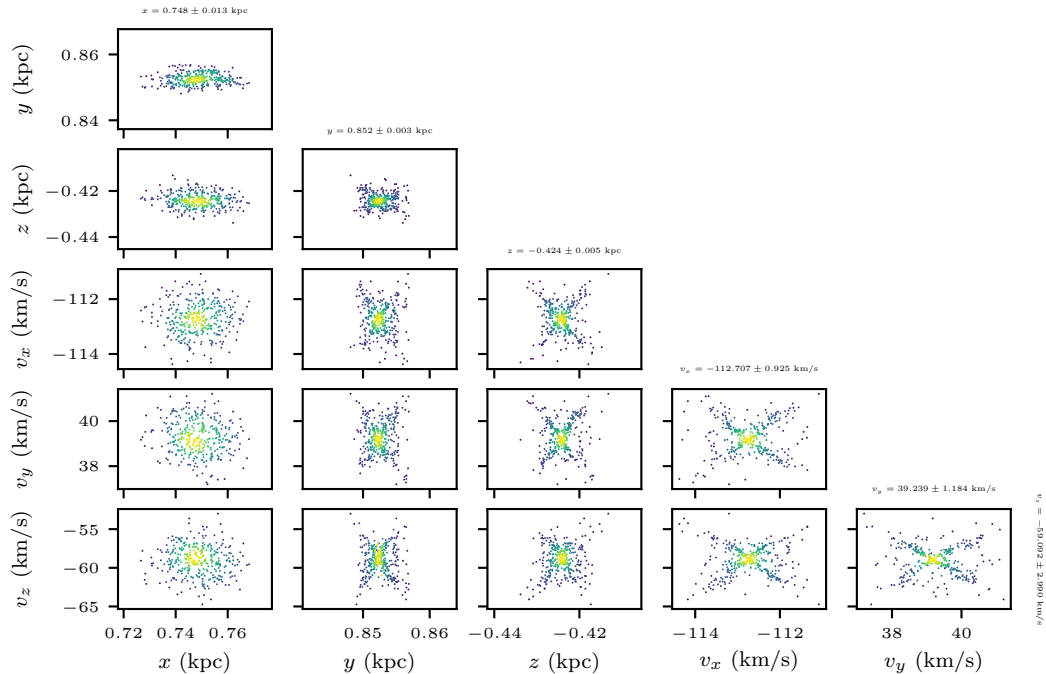 x = 0.748 ± 0.013 kpc
y (kpc)
0.86
0.84
y = 0.852 ± 0.003 kpc
z (kpc)
−0.42
−0.44
z = −0.424 ± 0.005 kpc
v_x (km/s)
−112
−114
v_x = −112.707 ± 0.925 km/s
v_y (km/s)
40
38
v_y = 39.239 ± 1.184 km/s
v_z (km/s)
−55
−60
−65
v_z = −59.092 ± 2.990 km/s
0.72 0.74 0.76
0.85 0.86
−0.44 −0.42
−114 −112
38 40
x (kpc)
y (kpc)
z (kpc)
v_x (km/s)
v_y (km/s)